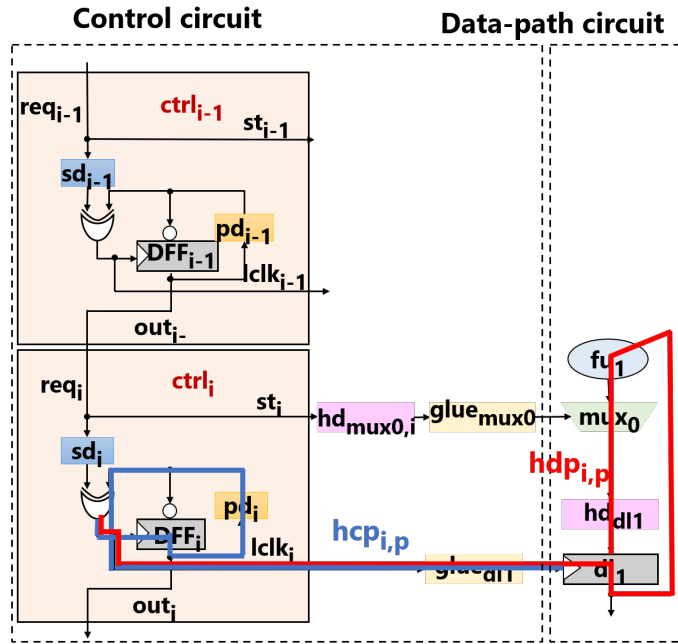 Control circuit
Data-path circuit
req_{i-1}
ctrl_{i-1}
st_{i-1}
sd_{i-1}
pd_{i-1}
DFF_{i-1}
lclk_{i-1}
out_{i-}
req_i
ctrl_i
st_i
hd_{mux0,i}
glue_{mux0}
fu_1
mux_0
sd_i
pd_i
DFF_i
lclk_i
hcp_{i,p}
hdp_{i,p}
hd_{dl1}
glue_{dl1}
dl_1
out_i